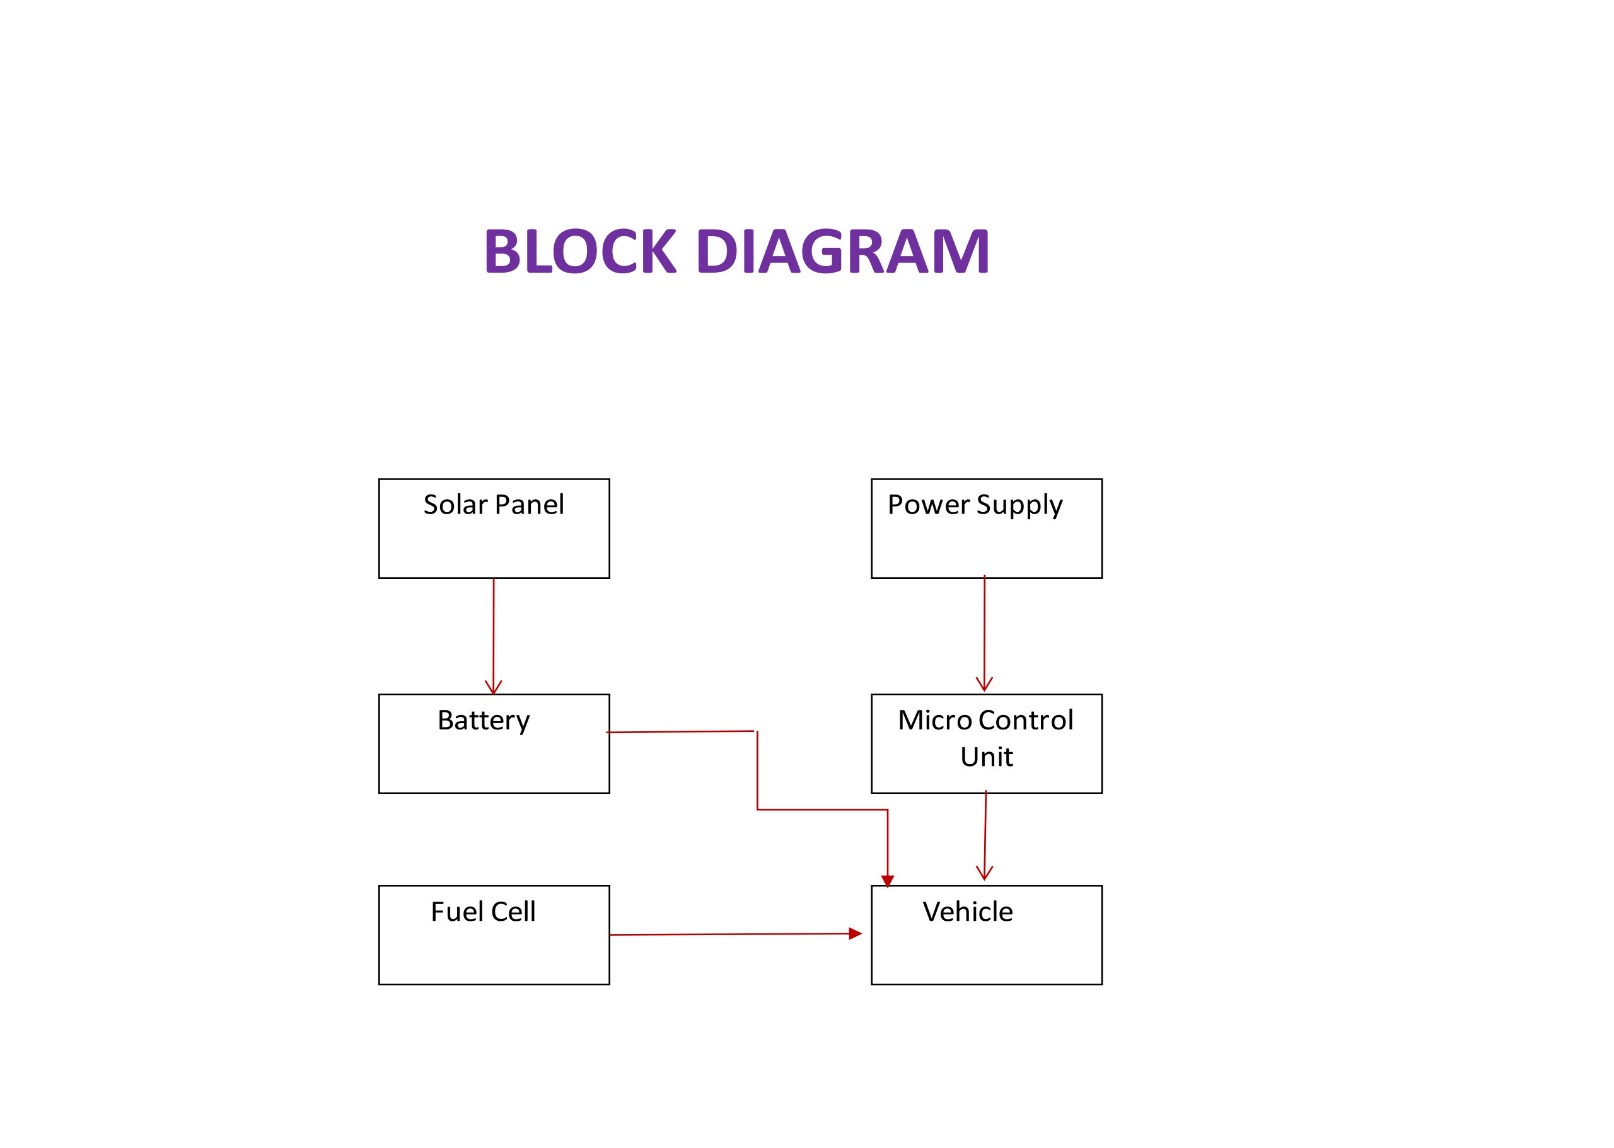 BLOCK DIAGRAM
Solar Panel
Power Supply
Battery
Micro Control
Unit
Fuel Cell
Vehicle